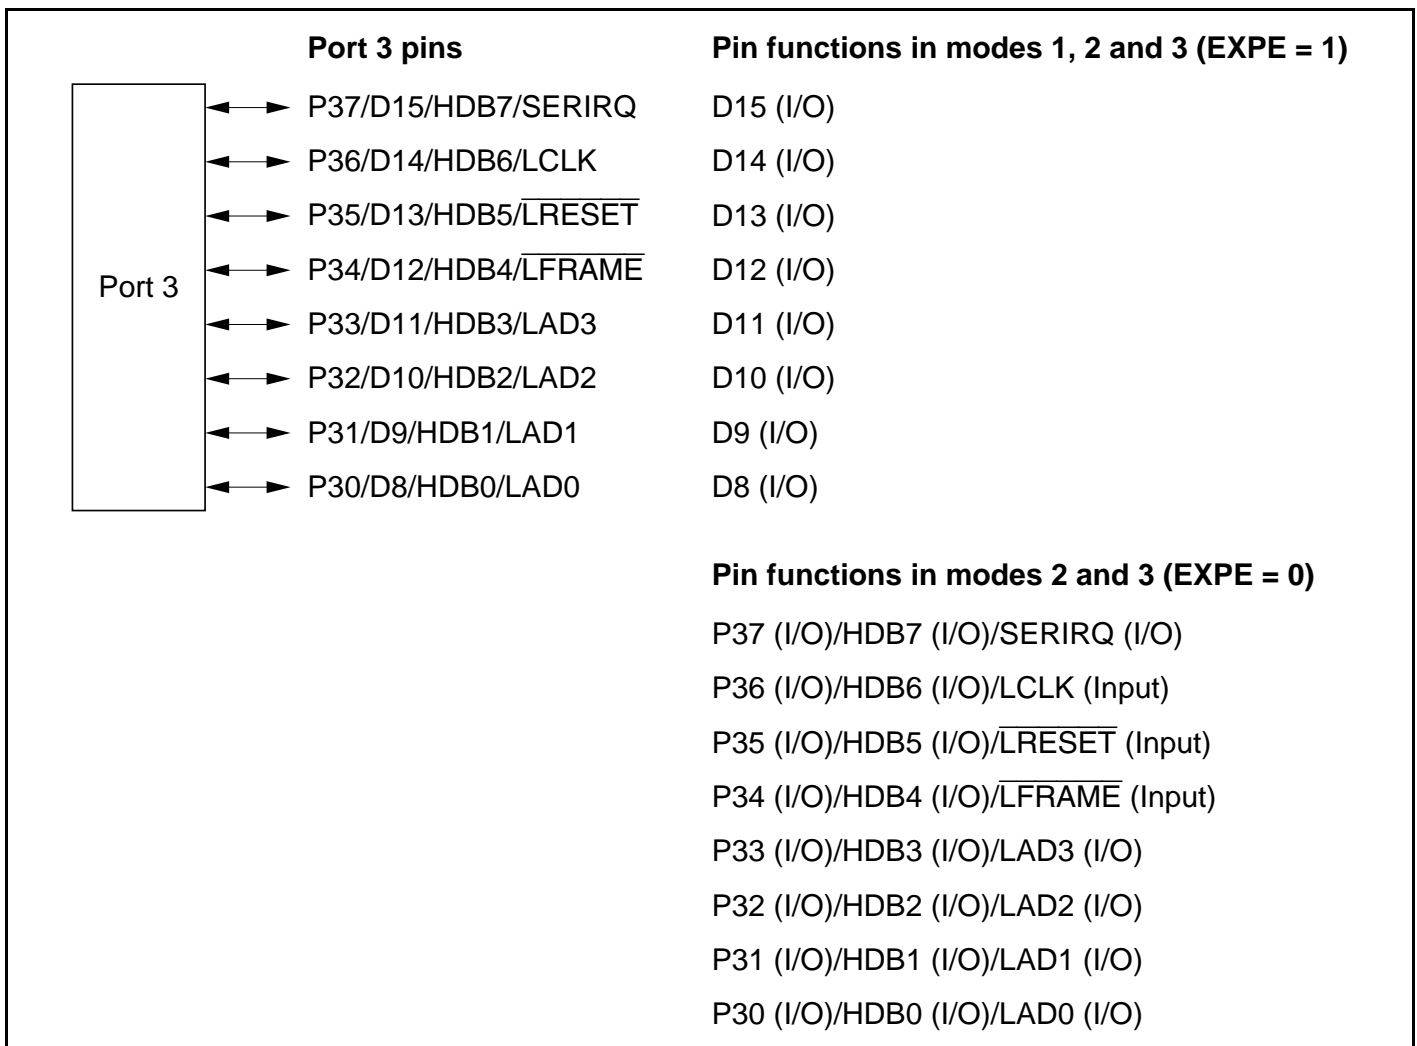 Port 3 pins Pin functions in modes 1, 2 and 3 (EXPE = 1)
P37/D15/HDB7/SERIRQ D15 (I/O)
P36/D14/HDB6/LCLK D14 (I/O)
P35/D13/HDB5/L̅R̅E̅S̅E̅T̅ D13 (I/O)
P34/D12/HDB4/L̅F̅R̅A̅M̅E̅ D12 (I/O)
Port 3
P33/D11/HDB3/LAD3 D11 (I/O)
P32/D10/HDB2/LAD2 D10 (I/O)
P31/D9/HDB1/LAD1 D9 (I/O)
P30/D8/HDB0/LAD0 D8 (I/O)
Pin functions in modes 2 and 3 (EXPE = 0)
P37 (I/O)/HDB7 (I/O)/SERIRQ (I/O)
P36 (I/O)/HDB6 (I/O)/LCLK (Input)
P35 (I/O)/HDB5 (I/O)/L̅R̅E̅S̅E̅T̅ (Input)
P34 (I/O)/HDB4 (I/O)/L̅F̅R̅A̅M̅E̅ (Input)
P33 (I/O)/HDB3 (I/O)/LAD3 (I/O)
P32 (I/O)/HDB2 (I/O)/LAD2 (I/O)
P31 (I/O)/HDB1 (I/O)/LAD1 (I/O)
P30 (I/O)/HDB0 (I/O)/LAD0 (I/O)